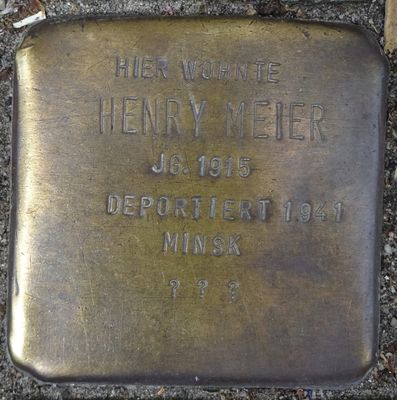 HIER WOHNTE
HENRY MEIER
JG. 1915
DEPORTIERT 1941
MINSK
? ? ?